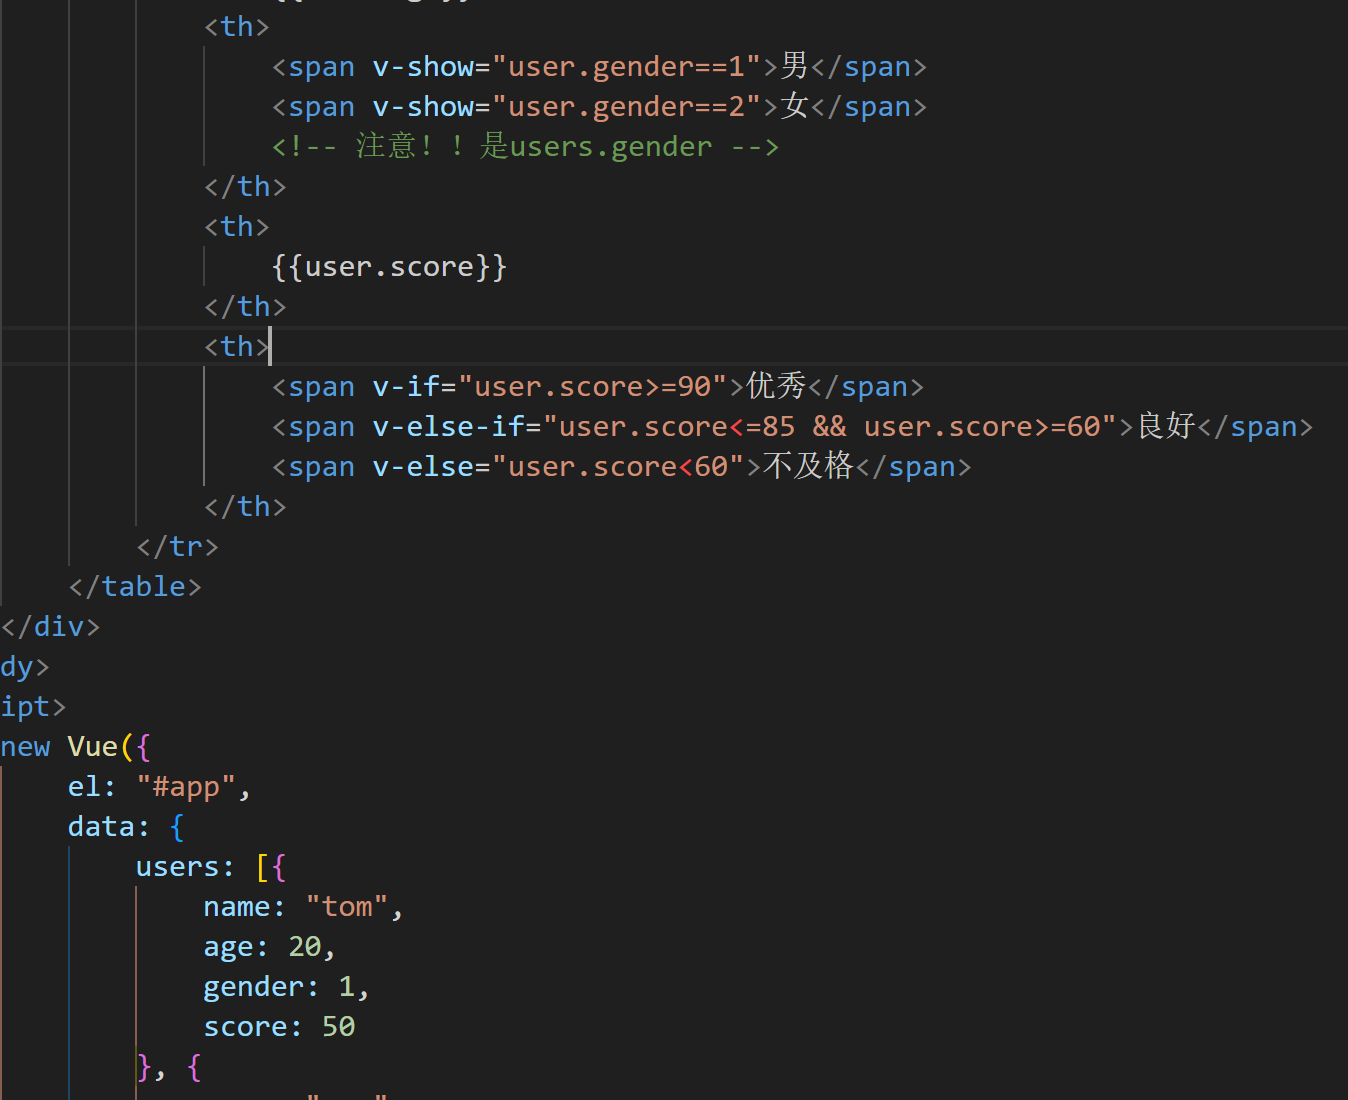 <th>
<span v-show="user.gender==1">男</span>
<span v-show="user.gender==2">女</span>
<!-- 注意！！是users.gender -->
</th>
<th>
{{user.score}}
</th>
<th>
<span v-if="user.score>=90">优秀</span>
<span v-else-if="user.score<=85 && user.score>=60">良好</span>
<span v-else="user.score<60">不及格</span>
</th>
</tr>
</table>
</div>
dy>
ipt>
new Vue({
el: "#app",
data: {
users: [{
name: "tom",
age: 20,
gender: 1,
score: 50
}, {